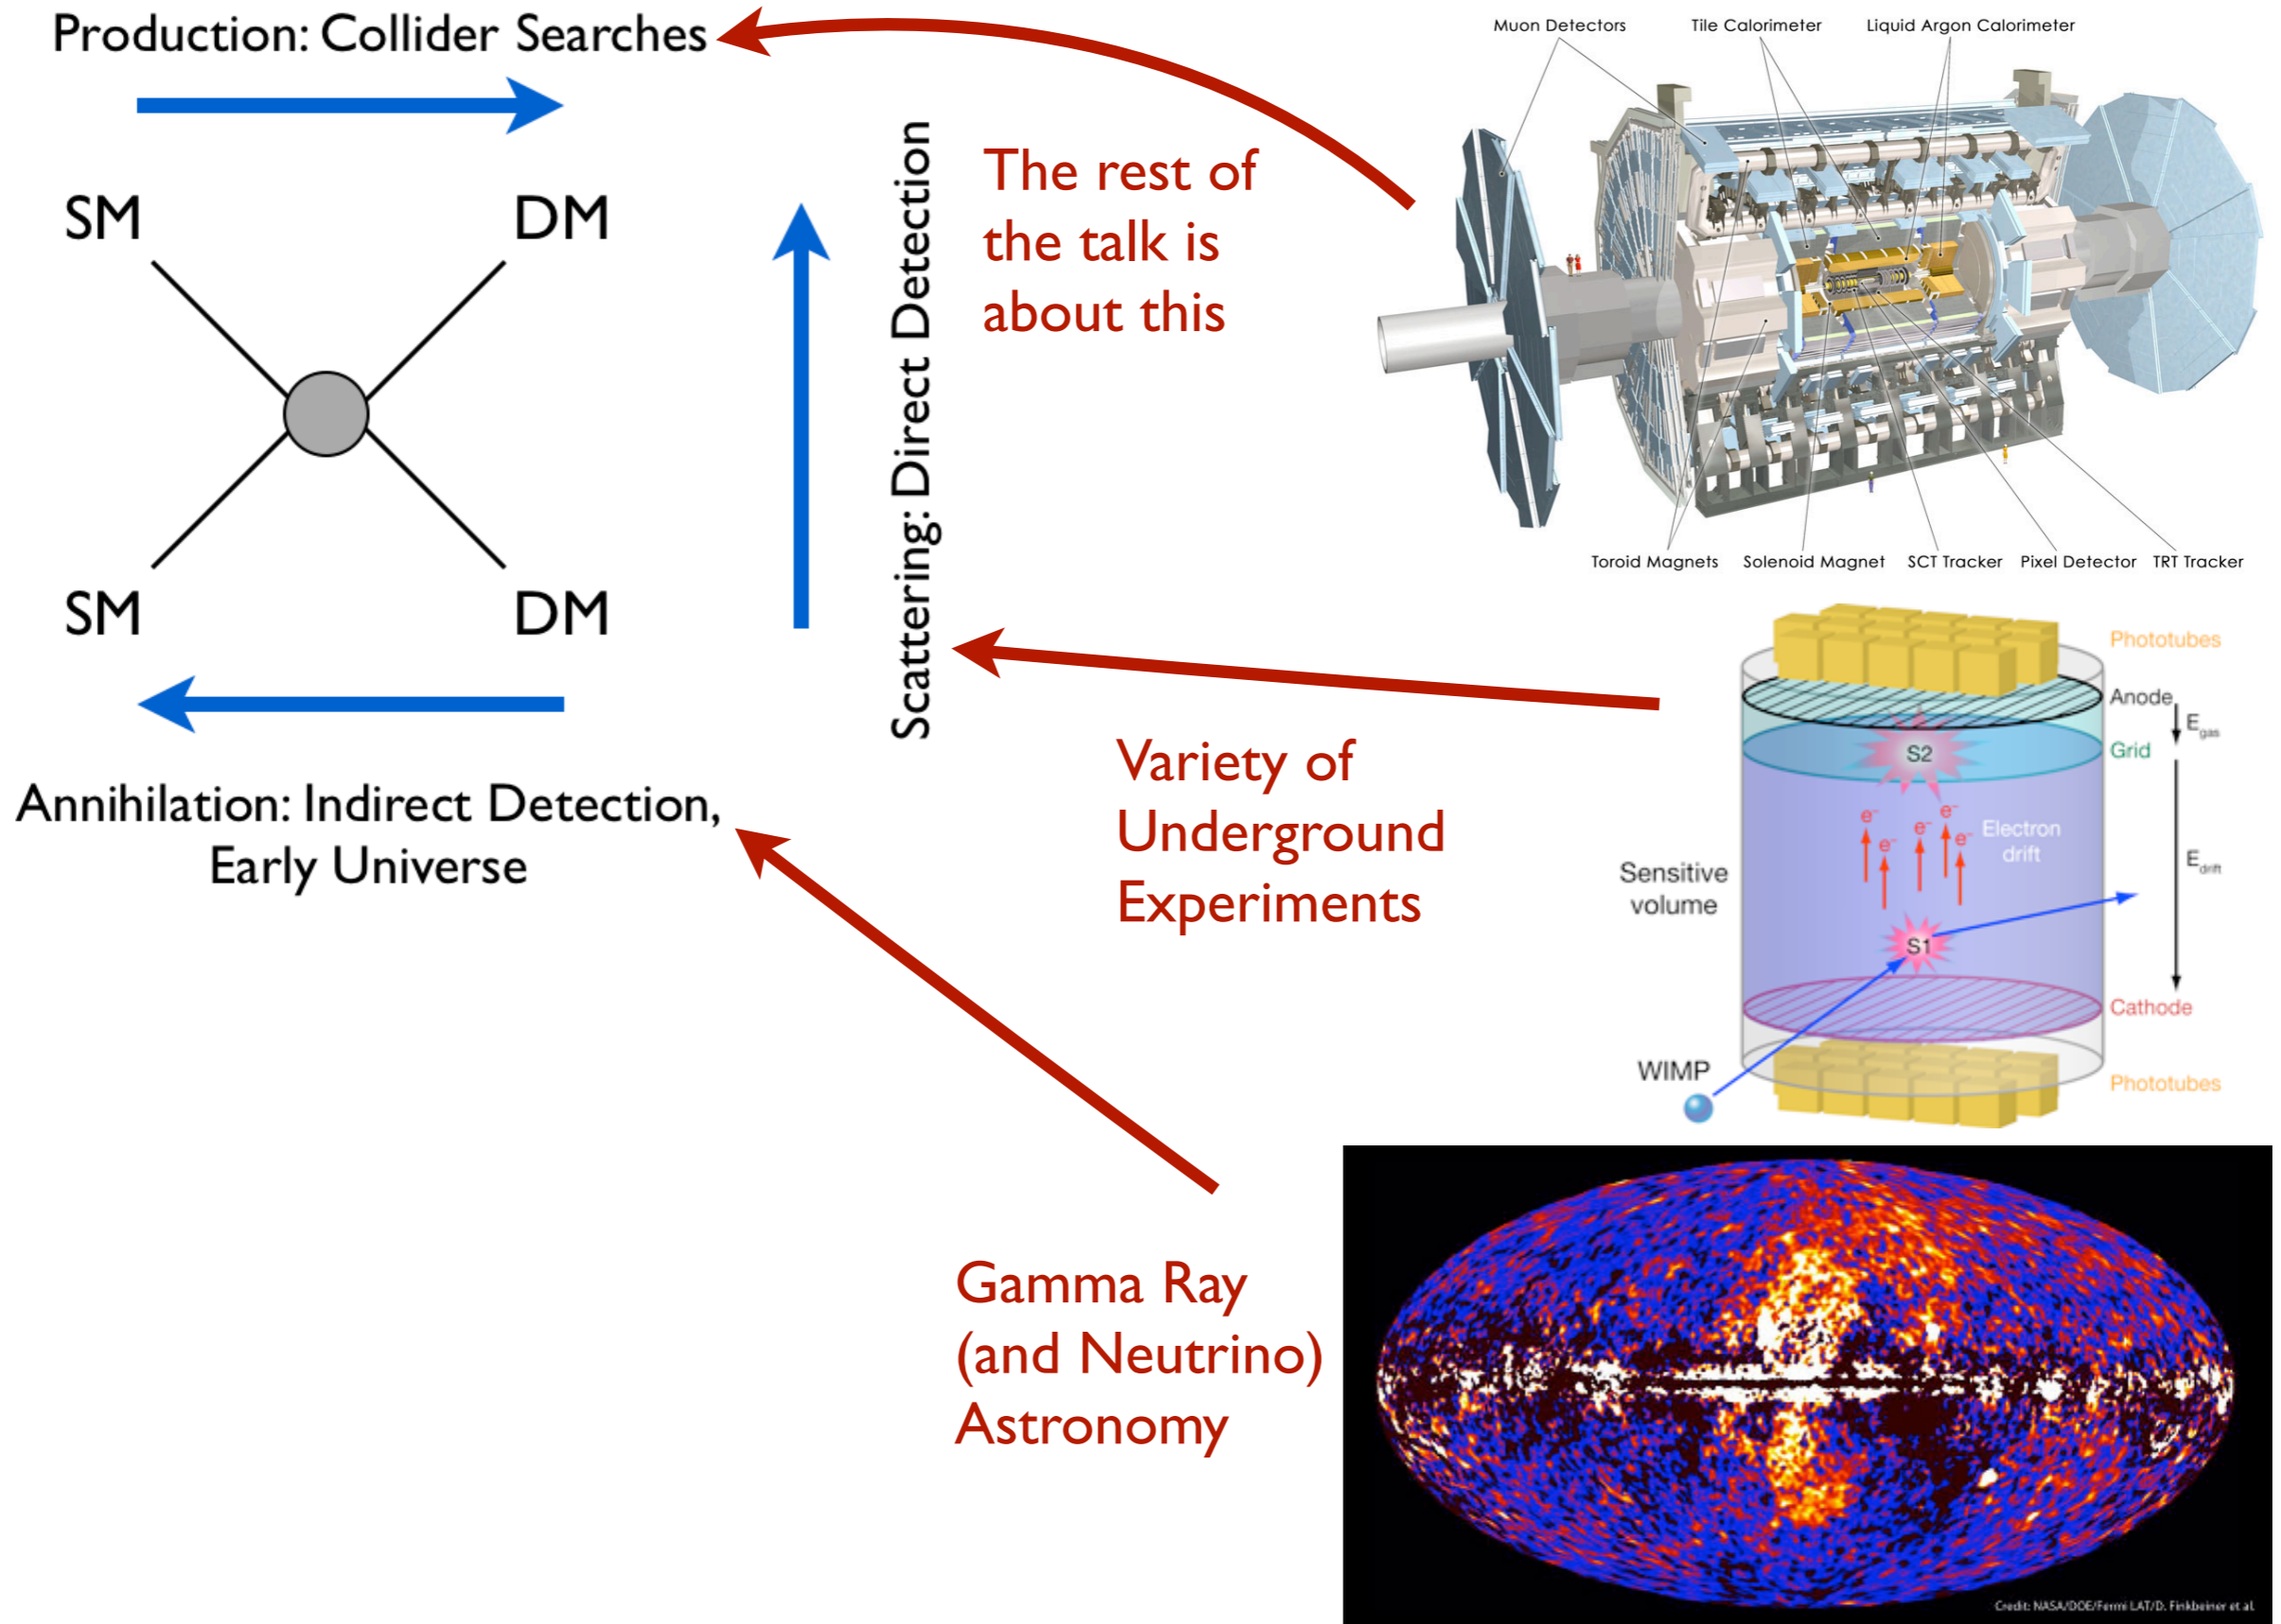 Production: Collider Searches
SM
DM
SM
DM
Annihilation: Indirect Detection,
Early Universe
Scattering: Direct Detection
The rest of
the talk is
about this
Muon Detectors
Tile Calorimeter
Liquid Argon Calorimeter
Toroid Magnets
Solenoid Magnet
SCT Tracker
Pixel Detector
TRT Tracker
Variety of
Underground
Experiments
Phototubes
Anode
E gas
Grid
S2
e⁻
e⁻
e⁻
e⁻
e⁻
Electron
drift
E drift
Sensitive
volume
S1
Cathode
WIMP
Phototubes
Gamma Ray
(and Neutrino)
Astronomy
Credit: NASA/DOE/Fermi LAT/D. Finkbeiner et al.